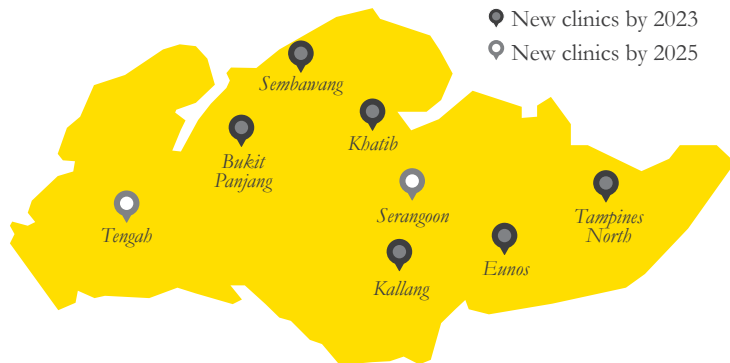 New clinics by 2023
New clinics by 2025
Sembawang
Khatib
Bukit
Panjang
Serangoon
Tampines
North
Tengah
Eunos
Kallang